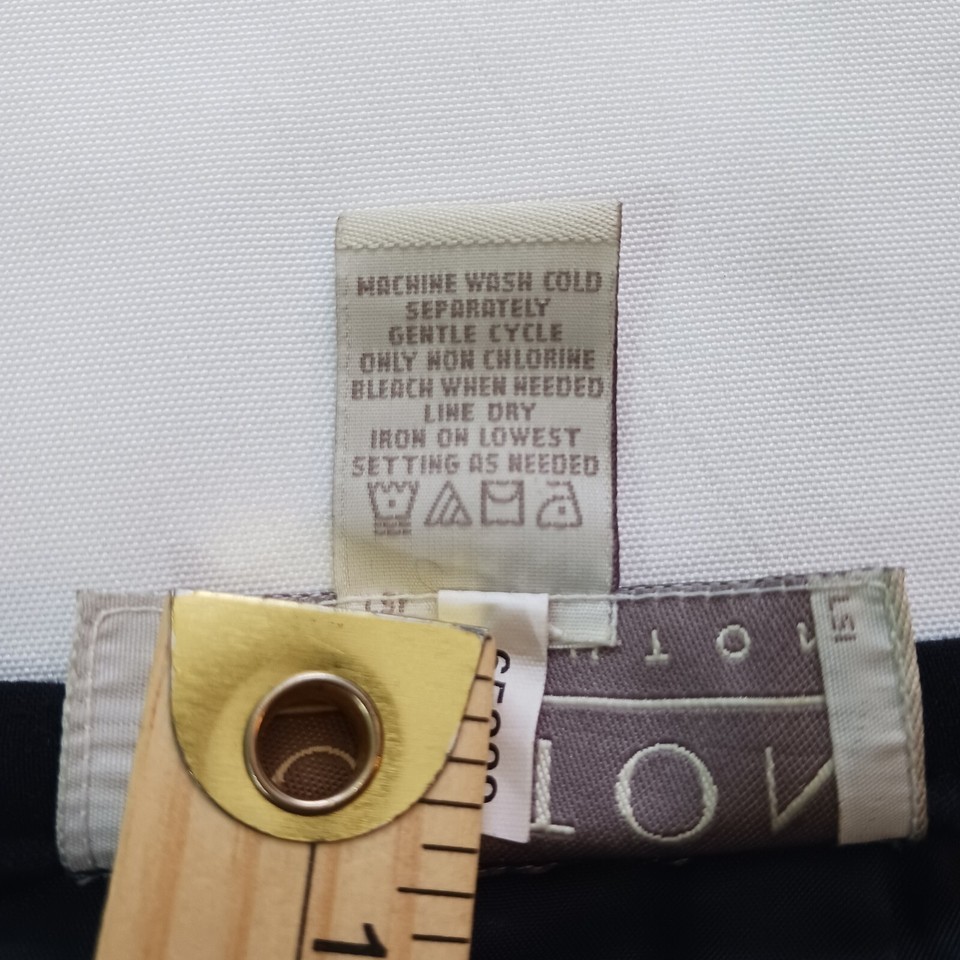 MACHINE WASH COLD
SEPARATELY
GENTLE CYCLE
ONLY NON CHLORINE
BLEACH WHEN NEEDED
LINE DRY
IRON ON LOWEST
SETTING AS NEEDED
1